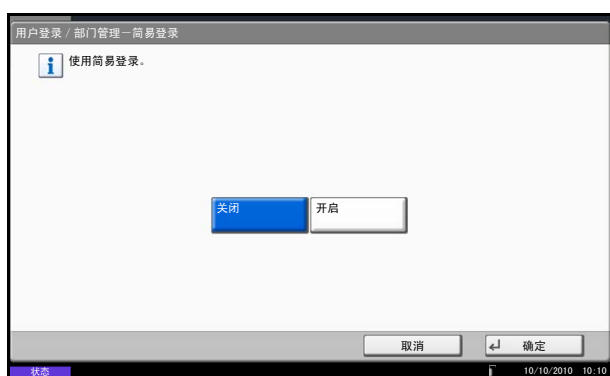 用户登录 / 部门管理－简易登录
使用简易登录。
关闭 开启
取消 确定
状态 10/10/2010 10:10